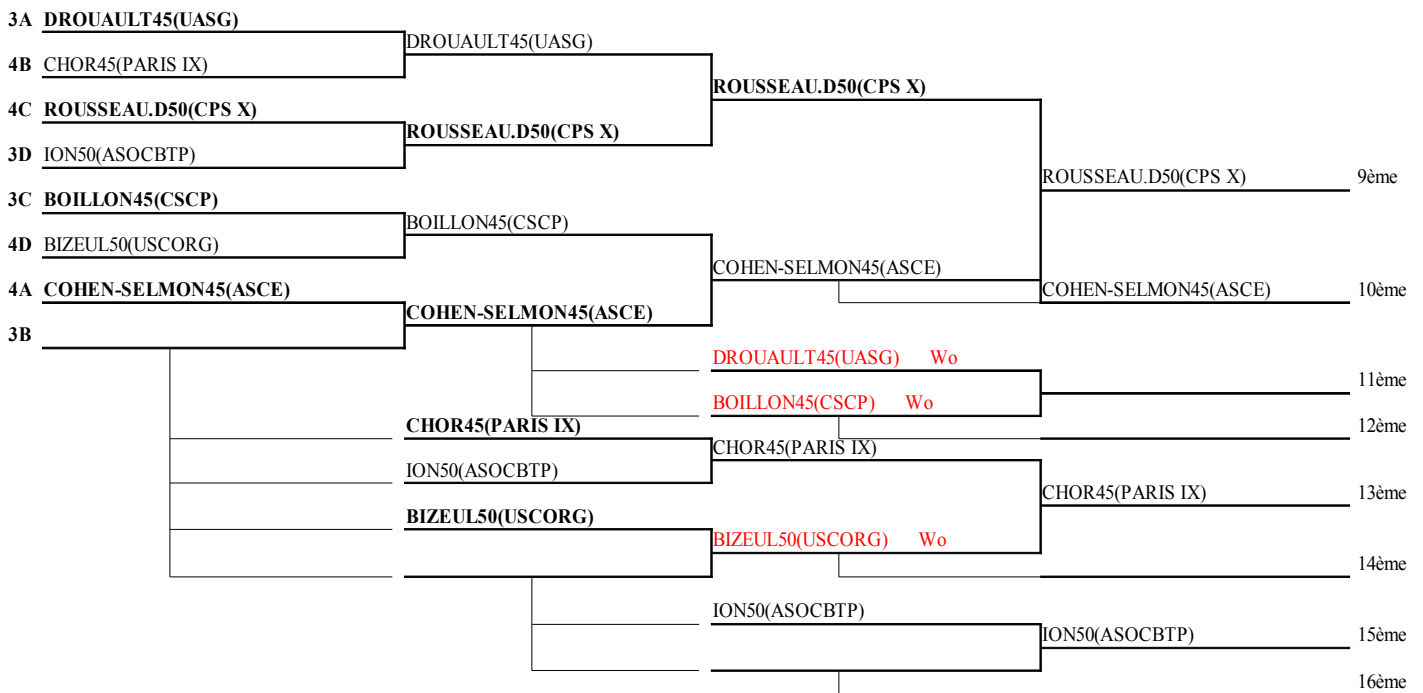 3A DROUAULT45(UASG)
DROUAULT45(UASG)
4B CHOR45(PARIS IX)
ROUSSEAU.D50(CPS X)
4C ROUSSEAU.D50(CPS X)
ROUSSEAU.D50(CPS X)
3D ION50(ASOCBTP)
ROUSSEAU.D50(CPS X) 9ème
3C BOILLON45(CSCP)
BOILLON45(CSCP)
4D BIZEUL50(USCORG)
COHEN-SELMON45(ASCE)
4A COHEN-SELMON45(ASCE)
COHEN-SELMON45(ASCE) 10ème
COHEN-SELMON45(ASCE)
3B
DROUAULT45(UASG) Wo
11ème
BOILLON45(CSCP) Wo
CHOR45(PARIS IX)
12ème
CHOR45(PARIS IX)
ION50(ASOCBTP)
CHOR45(PARIS IX) 13ème
BIZEUL50(USCORG)
BIZEUL50(USCORG) Wo
14ème
ION50(ASOCBTP)
ION50(ASOCBTP) 15ème
16ème